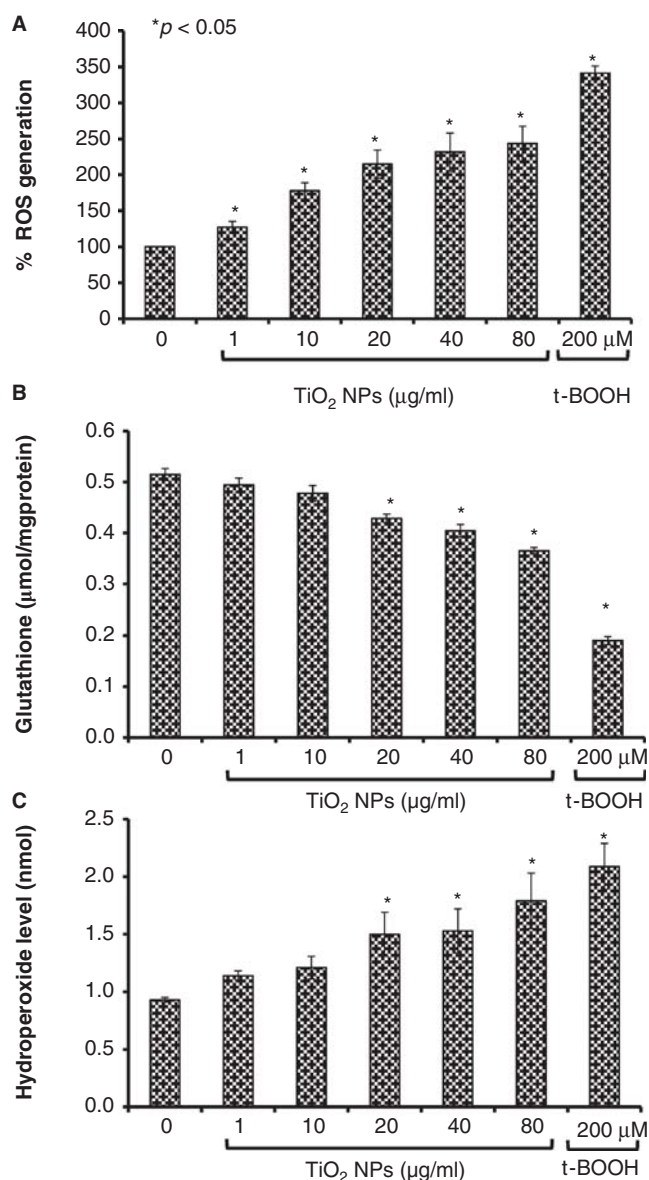 A
*p < 0.05
% ROS generation
400
350
300
250
200
150
100
50
0
* * * * * *
0 1 10 20 40 80 200 µM
TiO2 NPs (µg/ml) t-BOOH
B
Glutathione (µmol/mgprotein)
0.6
0.5
0.4
0.3
0.2
0.1
0.0
* * * *
0 1 10 20 40 80 200 µM
TiO2 NPs (µg/ml) t-BOOH
C
Hydroperoxide level (nmol)
2.5
2.0
1.5
1.0
0.5
0.0
* * * *
0 1 10 20 40 80 200 µM
TiO2 NPs (µg/ml) t-BOOH